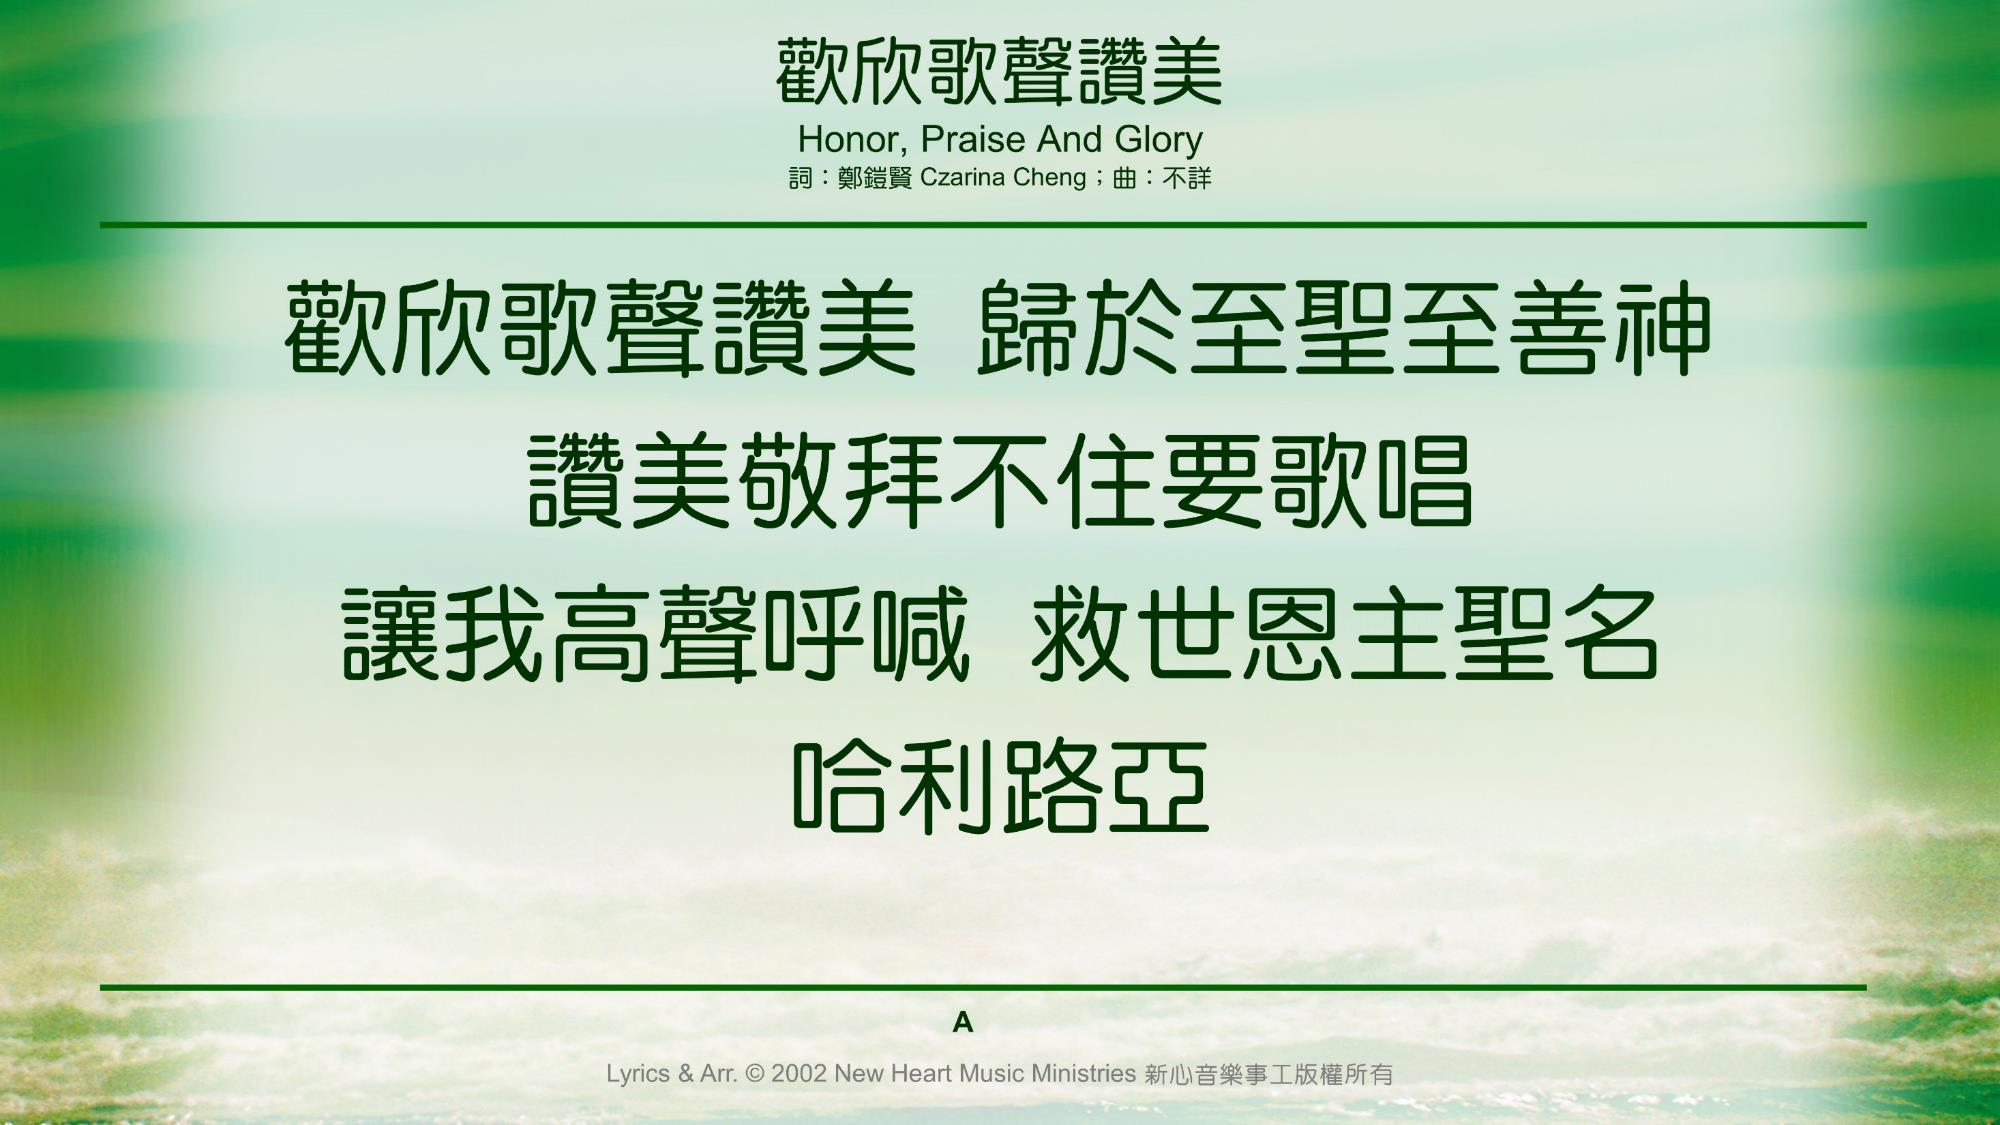 歡欣歌聲讚美
Honor, Praise And Glory
詞：鄭鎧賢 Czarina Cheng；曲：不詳
歡欣歌聲讚美 歸於至聖至善神
讚美敬拜不住要歌唱
讓我高聲呼喊 救世恩主聖名
哈利路亞
A
Lyrics & Arr. © 2002 New Heart Music Ministries 新心音樂事工版權所有